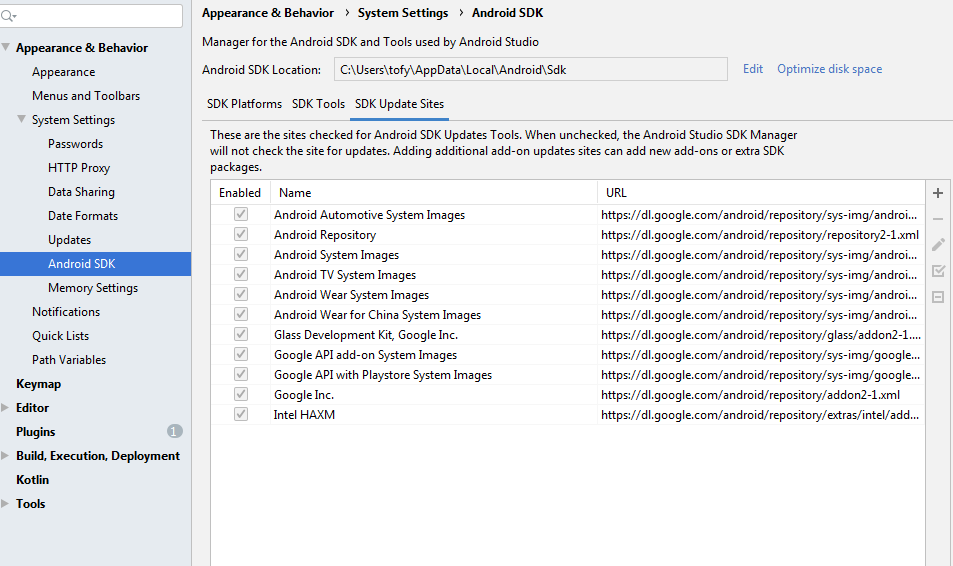 Appearance & Behavior
Appearance
Menus and Toolbars
System Settings
Passwords
HTTP Proxy
Data Sharing
Date Formats
Updates
Android SDK
Memory Settings
Notifications
Quick Lists
Path Variables
Keymap
Editor
Plugins 1
Build, Execution, Deployment
Kotlin
Tools
Appearance & Behavior › System Settings › Android SDK
Manager for the Android SDK and Tools used by Android Studio
Android SDK Location: C:\Users\tofy\AppData\Local\Android\Sdk Edit Optimize disk space
SDK Platforms SDK Tools SDK Update Sites
These are the sites checked for Android SDK Updates Tools. When unchecked, the Android Studio SDK Manager
will not check the site for updates. Adding additional add-on updates sites can add new add-ons or extra SDK
packages.
Enabled Name URL
Android Automotive System Images https://dl.google.com/android/repository/sys-img/androi...
Android Repository https://dl.google.com/android/repository/repository2-1.xml
Android System Images https://dl.google.com/android/repository/sys-img/androi...
Android TV System Images https://dl.google.com/android/repository/sys-img/androi...
Android Wear System Images https://dl.google.com/android/repository/sys-img/androi...
Android Wear for China System Images https://dl.google.com/android/repository/sys-img/androi...
Glass Development Kit, Google Inc. https://dl.google.com/android/repository/glass/addon2-1....
Google API add-on System Images https://dl.google.com/android/repository/sys-img/google...
Google API with Playstore System Images https://dl.google.com/android/repository/sys-img/google...
Google Inc. https://dl.google.com/android/repository/addon2-1.xml
Intel HAXM https://dl.google.com/android/repository/extras/intel/add...